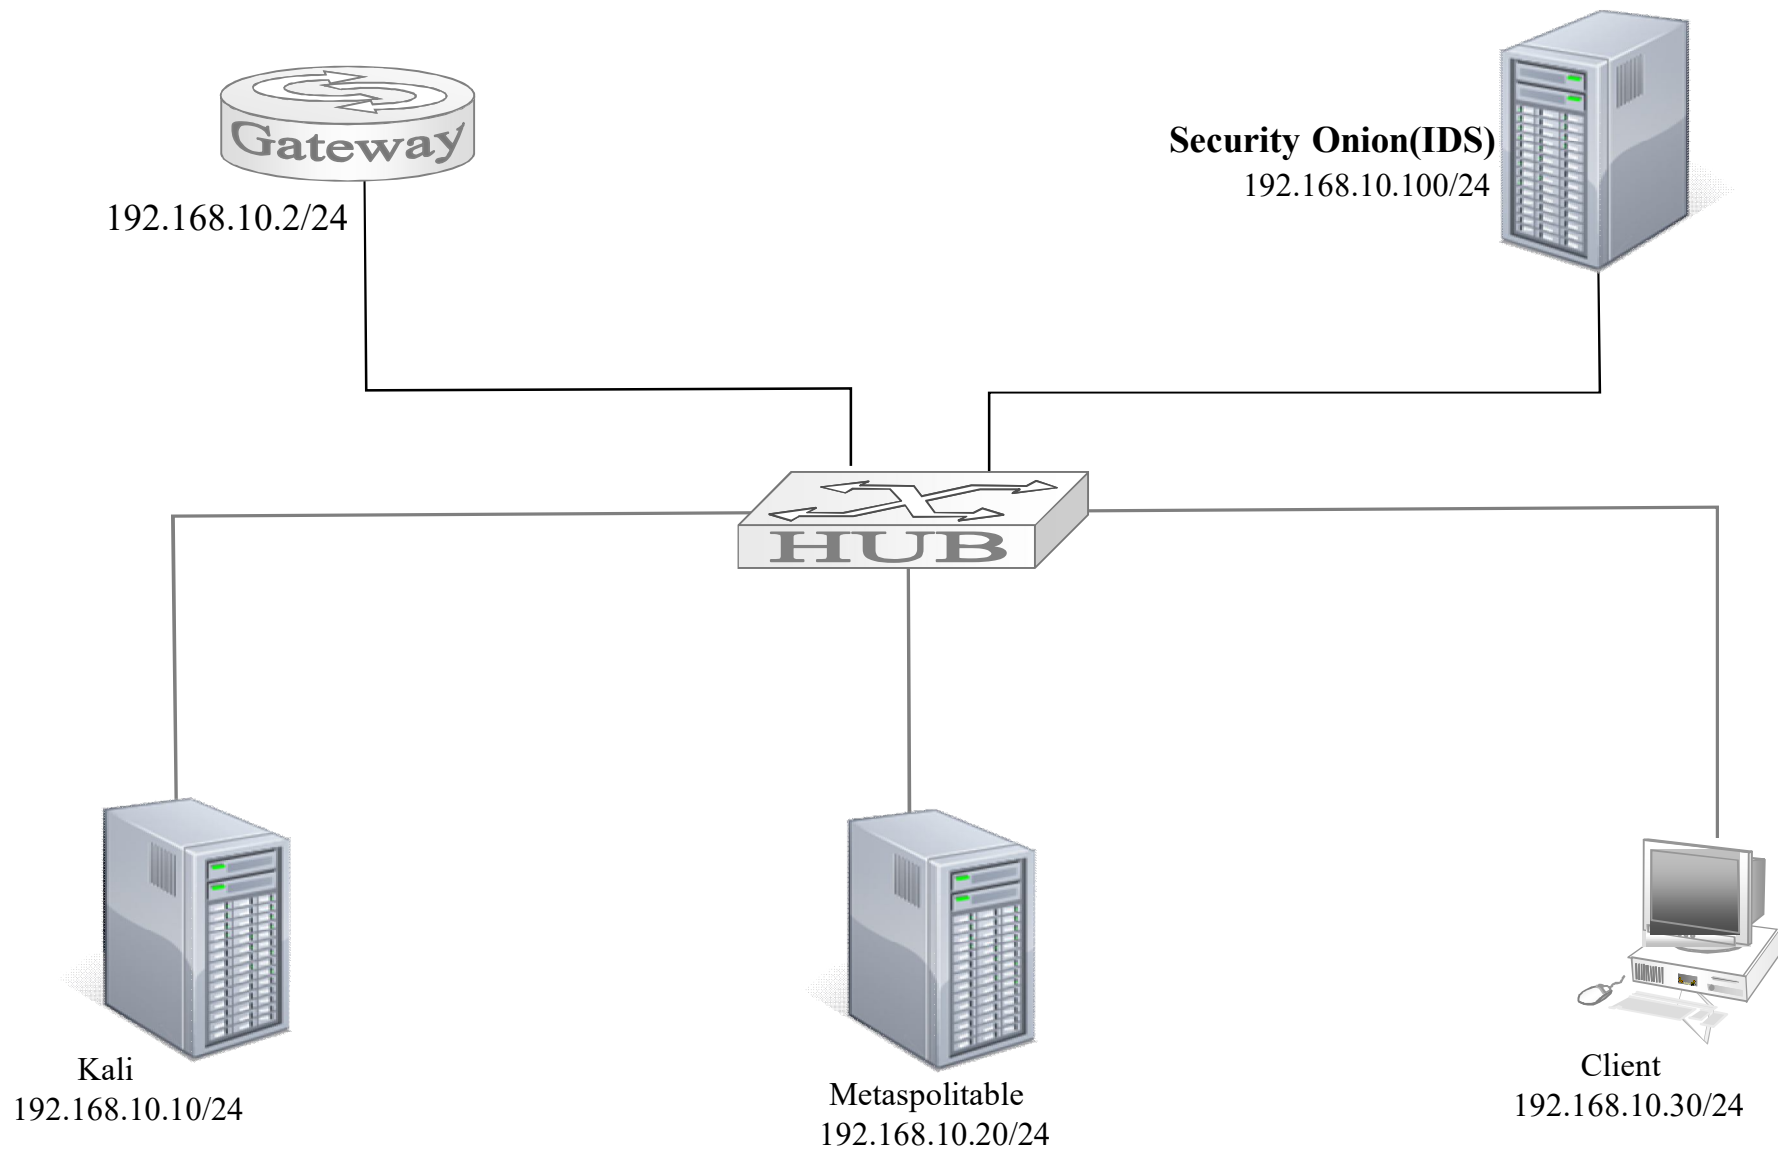 Gateway
192.168.10.2/24
Security Onion(IDS)
192.168.10.100/24
HUB
Kali
192.168.10.10/24
Metaspolitable
192.168.10.20/24
Client
192.168.10.30/24